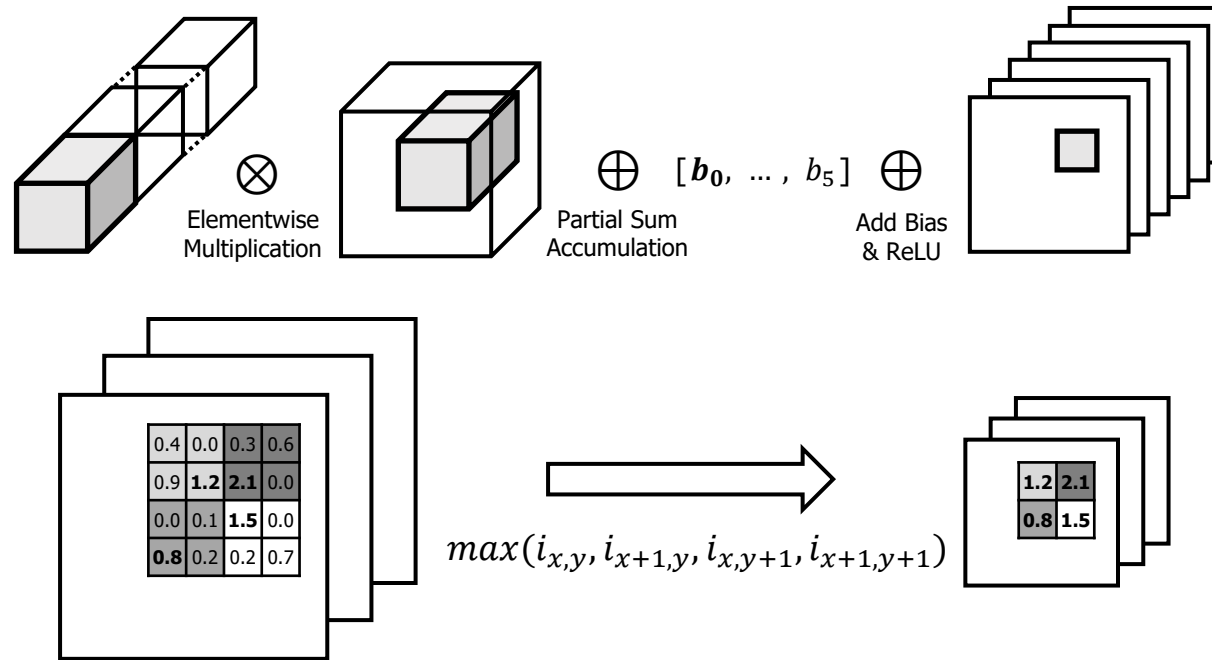 Elementwise
Multiplication
Partial Sum
Accumulation
[b₀, … , b₅]
Add Bias
& ReLU
0.4 0.0 0.3 0.6
0.9 1.2 2.1 0.0
0.0 0.1 1.5 0.0
0.8 0.2 0.2 0.7
max(iₓ,ᵧ, iₓ₊₁,ᵧ, iₓ,ᵧ₊₁, iₓ₊₁,ᵧ₊₁)
1.2 2.1
0.8 1.5